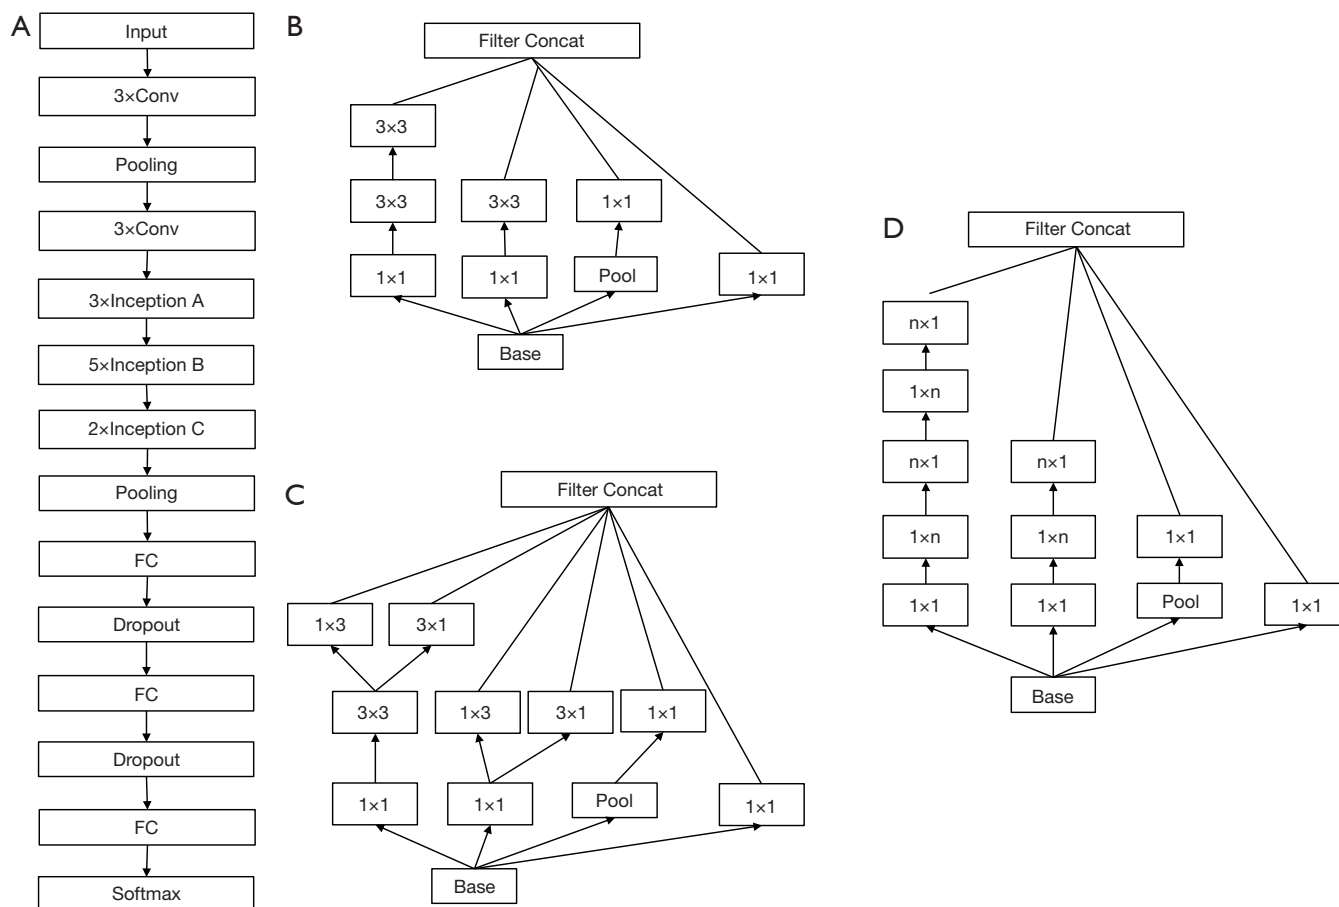 A
Input
3×Conv
Pooling
3×Conv
3×Inception A
5×Inception B
2×Inception C
Pooling
FC
Dropout
FC
Dropout
FC
Softmax
B
Filter Concat
3×3
3×3
3×3
1×1
1×1
1×1
Pool
1×1
Base
C
Filter Concat
1×3
3×1
3×3
1×3
3×1
1×1
1×1
1×1
Pool
1×1
Base
D
Filter Concat
n×1
1×n
n×1
n×1
1×n
1×n
1×1
1×1
1×1
Pool
1×1
Base